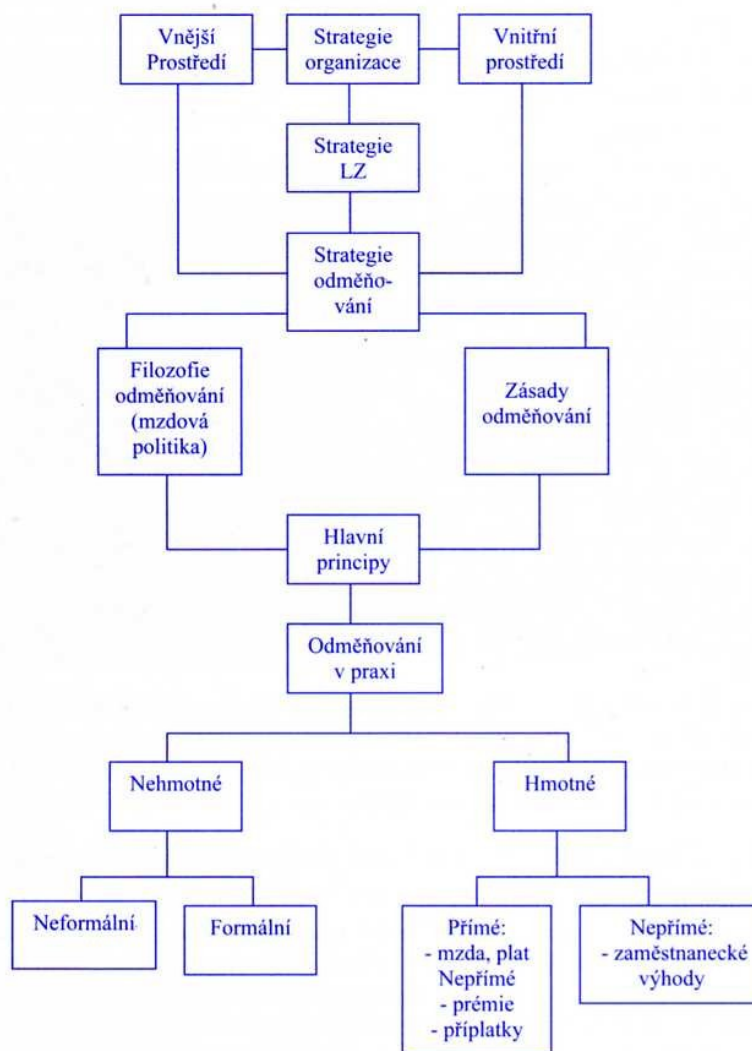 Vnější
Prostředí
Strategie
organizace
Vnitřní
prostředí
Strategie
LZ
Strategie
odměňo-
vání
Filozofie
odměňování
(mzdová
politika)
Zásady
odměňování
Hlavní
principy
Odměňování
v praxi
Nehmotné
Hmotné
Neformální
Formální
Přímé:
- mzda, plat
Nepřímé
- prémie
- příplatky
Nepřímé:
- zaměstnanecké
výhody